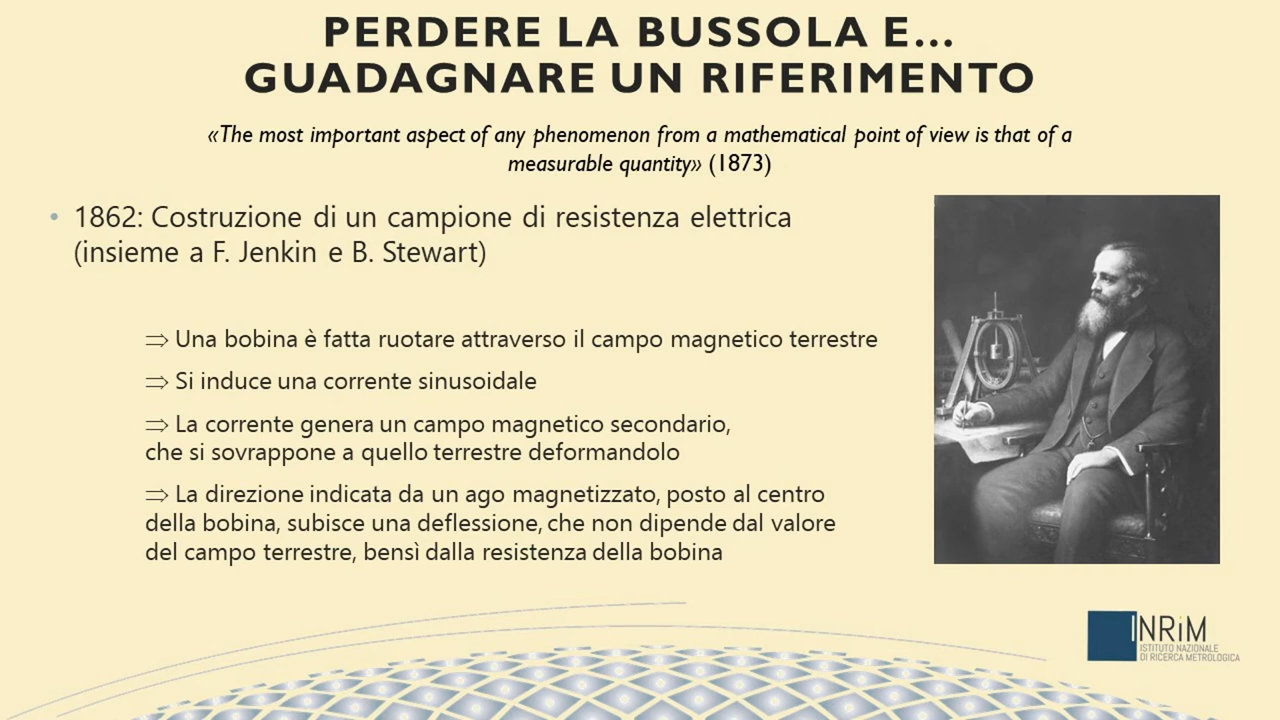 PERDERE LA BUSSOLA E...
GUADAGNARE UN RIFERIMENTO
«The most important aspect of any phenomenon from a mathematical point of view is that of a
measurable quantity» (1873)
• 1862: Costruzione di un campione di resistenza elettrica
(insieme a F. Jenkin e B. Stewart)
⇒ Una bobina è fatta ruotare attraverso il campo magnetico terrestre
⇒ Si induce una corrente sinusoidale
⇒ La corrente genera un campo magnetico secondario,
che si sovrappone a quello terrestre deformandolo
⇒ La direzione indicata da un ago magnetizzato, posto al centro
della bobina, subisce una deflessione, che non dipende dal valore
del campo terrestre, bensì dalla resistenza della bobina
INRiM
ISTITUTO NAZIONALE
DI RICERCA METROLOGICA